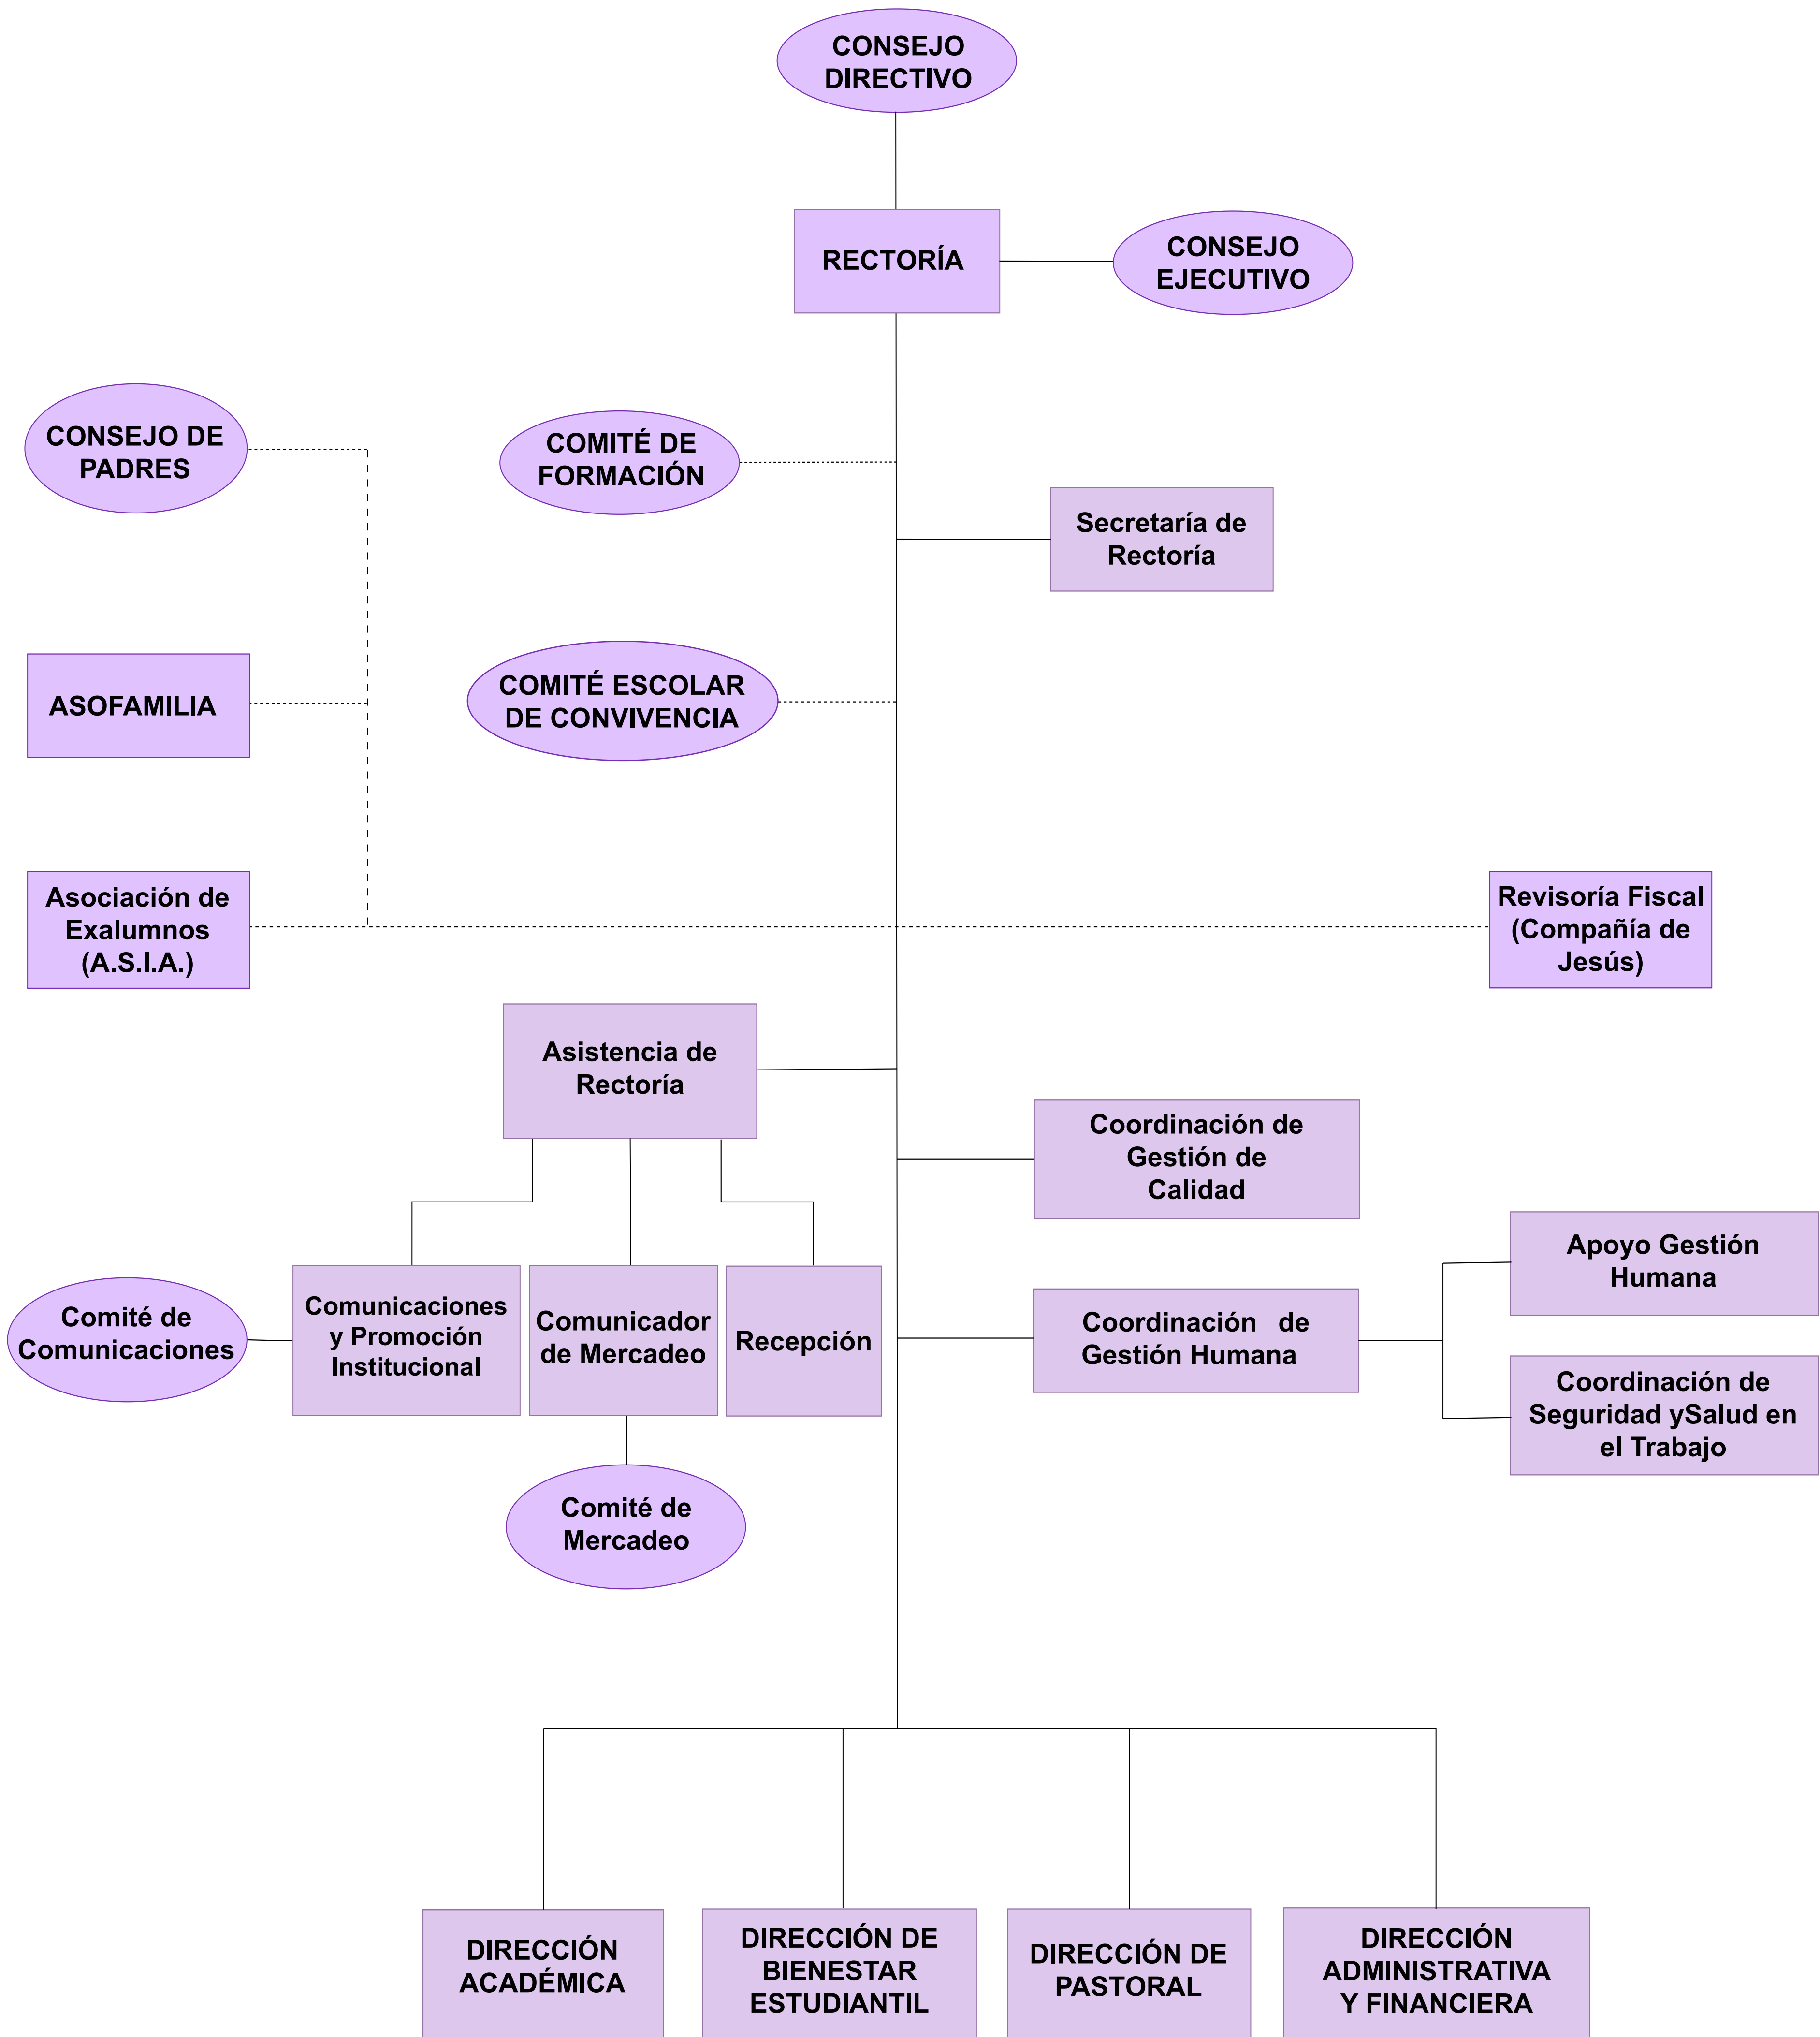 CONSEJO
DIRECTIVO
RECTORÍA
CONSEJO
EJECUTIVO
CONSEJO DE
PADRES
COMITÉ DE
FORMACIÓN
Secretaría de
Rectoría
ASOFAMILIA
COMITÉ ESCOLAR
DE CONVIVENCIA
Asociación de
Exalumnos
(A.S.I.A.)
Revisoría Fiscal
(Compañía de
Jesús)
Asistencia de
Rectoría
Coordinación de
Gestión de
Calidad
Apoyo Gestión
Humana
Comité de
Comunicaciones
Comunicaciones
y Promoción
Institucional
Comunicador
de Mercadeo
Recepción
Coordinación de
Gestión Humana
Coordinación de
Seguridad ySalud en
el Trabajo
Comité de
Mercadeo
DIRECCIÓN
ACADÉMICA
DIRECCIÓN DE
BIENESTAR
ESTUDIANTIL
DIRECCIÓN DE
PASTORAL
DIRECCIÓN
ADMINISTRATIVA
Y FINANCIERA